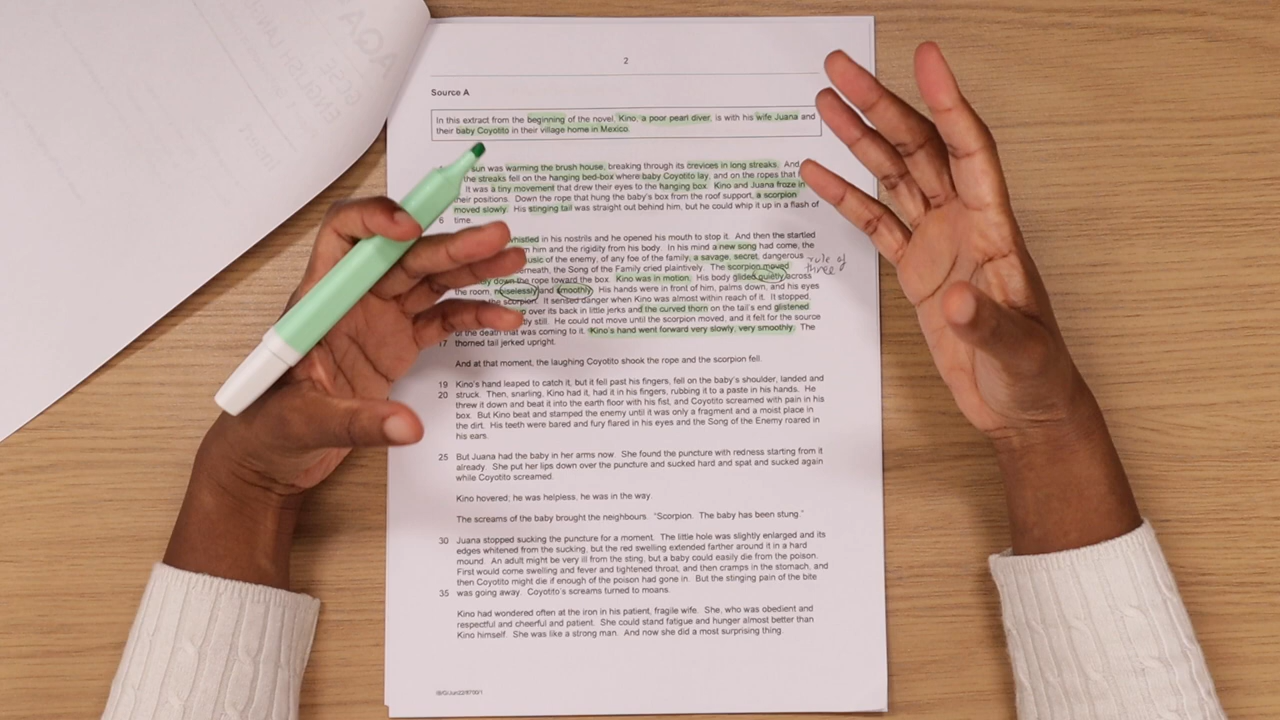 AQA
GCSE
ENGLISH LAN
2
Source A
In this extract from the beginning of the novel, Kino, a poor pearl diver, is with his wife Juana and
their baby Coyotito in their village home in Mexico.
sun was warming the brush house, breaking through its crevices in long streaks. And
the streaks fell on the hanging bed-box where baby Coyotito lay, and on the ropes that
It was a tiny movement that drew their eyes to the hanging box. Kino and Juana froze in
their positions. Down the rope that hung the baby's box from the roof support, a scorpion
moved slowly. His stinging tail was straight out behind him, but he could whip it up in a flash of
6 time.
whistled in his nostrils and he opened his mouth to stop it. And then the startled
him and the rigidity from his body. In his mind a new song had come, the
music of the enemy, of any foe of the family, a savage, secret, dangerous
rule of
three
the Song of the Family cried plaintively. The scorpion moved
down the rope toward the box. Kino was in motion. His body glided quietly across
the room, noiselessly and smoothly. His hands were in front of him, palms down, and his eyes
the scorpion. It sensed danger when Kino was almost within reach of it. It stopped,
over its back in little jerks and the curved thorn on the tail's end glistened.
still. He could not move until the scorpion moved, and it felt for the source
of the death that was coming to it. Kino's hand went forward very slowly, very smoothly. The
17 thorned tail jerked upright.
And at that moment, the laughing Coyotito shook the rope and the scorpion fell.
19 Kino's hand leaped to catch it, but it fell past his fingers, fell on the baby's shoulder, landed and
20 struck. Then, snarling, Kino had it, had it in his fingers, rubbing it to a paste in his hands. He
threw it down and beat it into the earth floor with his fist, and Coyotito screamed with pain in his
box. But Kino beat and stamped the enemy until it was only a fragment and a moist place in
the dirt. His teeth were bared and fury flared in his eyes and the Song of the Enemy roared in
his ears.
25 But Juana had the baby in her arms now. She found the puncture with redness starting from it
already. She put her lips down over the puncture and sucked hard and spat and sucked again
while Coyotito screamed.
Kino hovered; he was helpless, he was in the way.
The screams of the baby brought the neighbours. “Scorpion. The baby has been stung.”
30 Juana stopped sucking the puncture for a moment. The little hole was slightly enlarged and its
edges whitened from the sucking, but the red swelling extended farther around it in a hard
mound. An adult might be very ill from the sting, but a baby could easily die from the poison.
First would come swelling and fever and tightened throat, and then cramps in the stomach, and
then Coyotito might die if enough of the poison had gone in. But the stinging pain of the bite
35 was going away. Coyotito's screams turned to moans.
Kino had wondered often at the iron in his patient, fragile wife. She, who was obedient and
respectful and cheerful and patient. She could stand fatigue and hunger almost better than
Kino himself. She was like a strong man. And now she did a most surprising thing.
IB/G/Jun22/8700/1